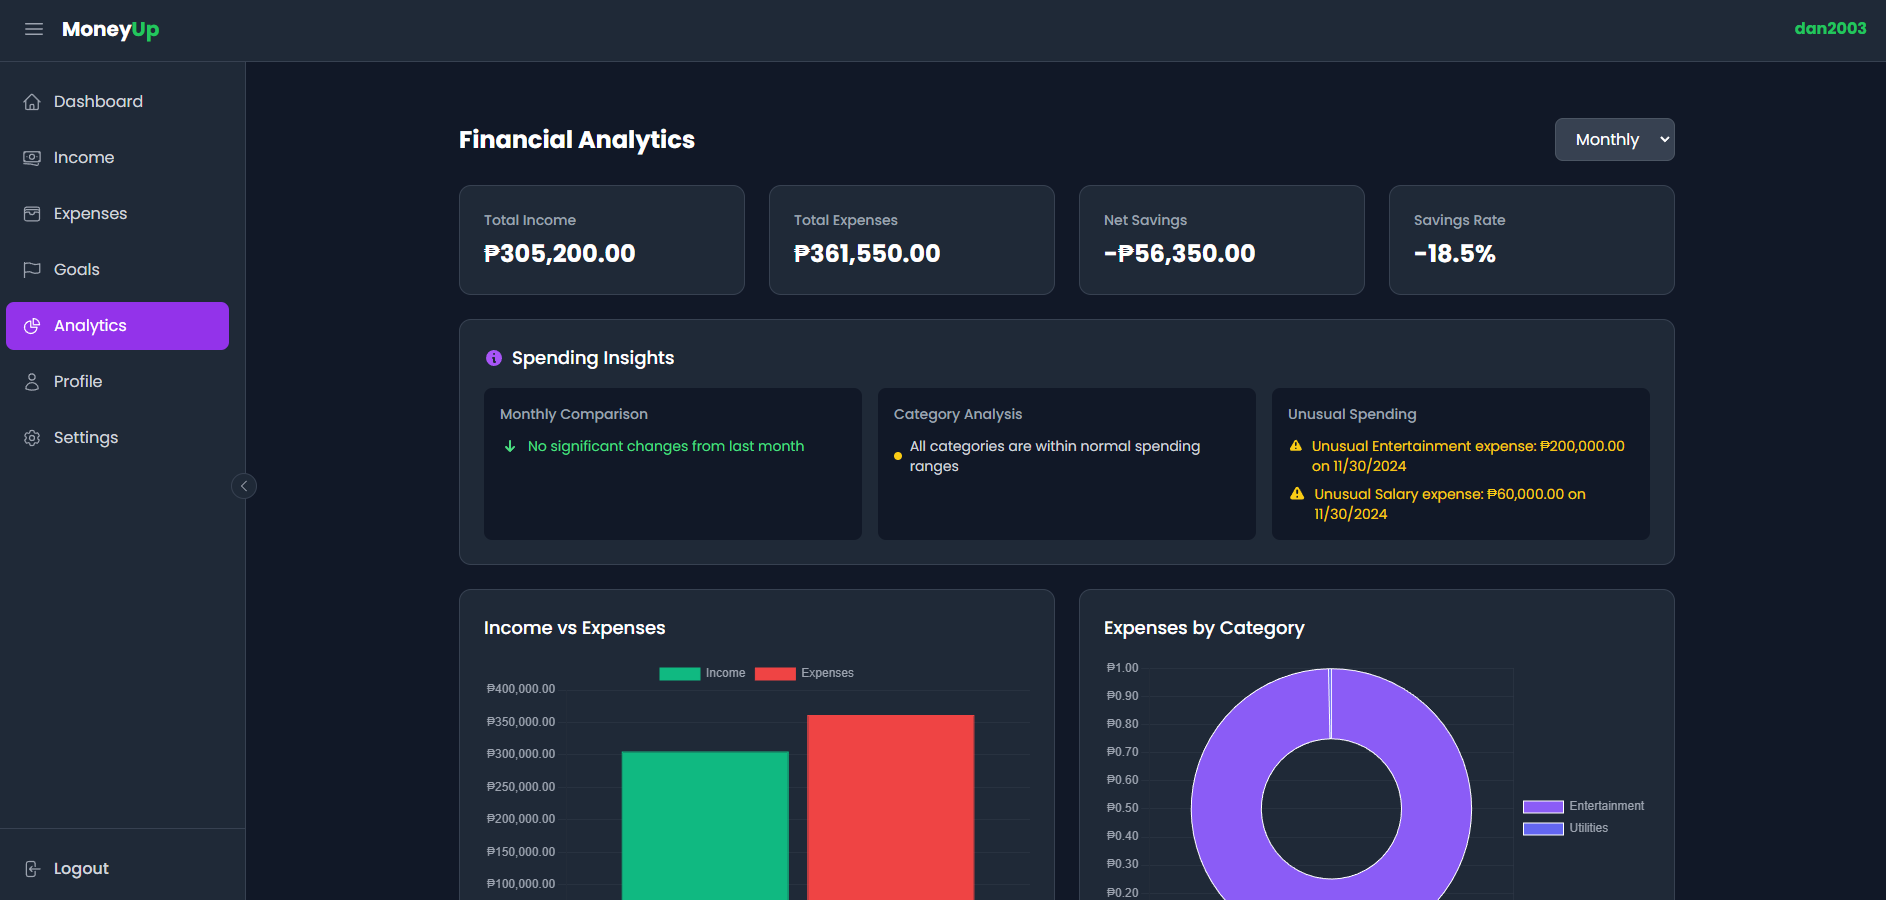 MoneyUp
dan2003
Dashboard
Income
Expenses
Goals
Analytics
Profile
Settings
Logout
Financial Analytics
Monthly
Total Income
₱305,200.00
Total Expenses
₱361,550.00
Net Savings
-₱56,350.00
Savings Rate
-18.5%
Spending Insights
Monthly Comparison
No significant changes from last month
Category Analysis
All categories are within normal spending
ranges
Unusual Spending
Unusual Entertainment expense: ₱200,000.00
on 11/30/2024
Unusual Salary expense: ₱60,000.00 on
11/30/2024
Income vs Expenses
Income
Expenses
₱400,000.00
₱350,000.00
₱300,000.00
₱250,000.00
₱200,000.00
₱150,000.00
₱100,000.00
Expenses by Category
₱1.00
₱0.90
₱0.80
₱0.70
₱0.60
₱0.50
₱0.40
₱0.30
₱0.20
Entertainment
Utilities